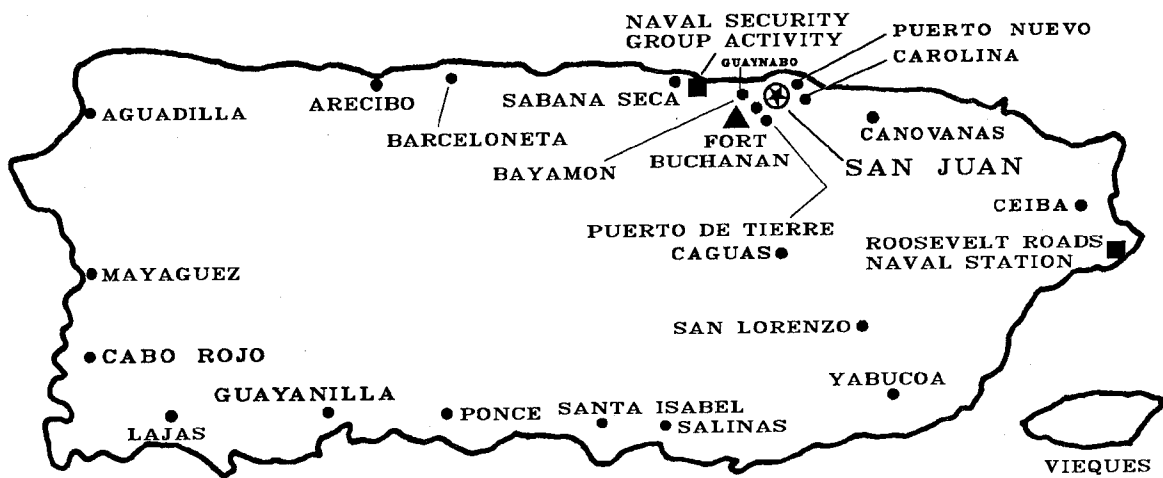 NAVAL SECURITY
GROUP ACTIVITY
PUERTO NUEVO
GUAYNABO
CAROLINA
AGUADILLA
ARECIBO
SABANA SECA
BARCELONETA
CANOVANAS
FORT
BUCHANAN
BAYAMON
SAN JUAN
CEIBA
PUERTO DE TIERRE
CAGUAS
ROOSEVELT ROADS
NAVAL STATION
MAYAGUEZ
SAN LORENZO
CABO ROJO
YABUCOA
GUAYANILLA
PONCE
SANTA ISABEL
SALINAS
LAJAS
VIEQUES